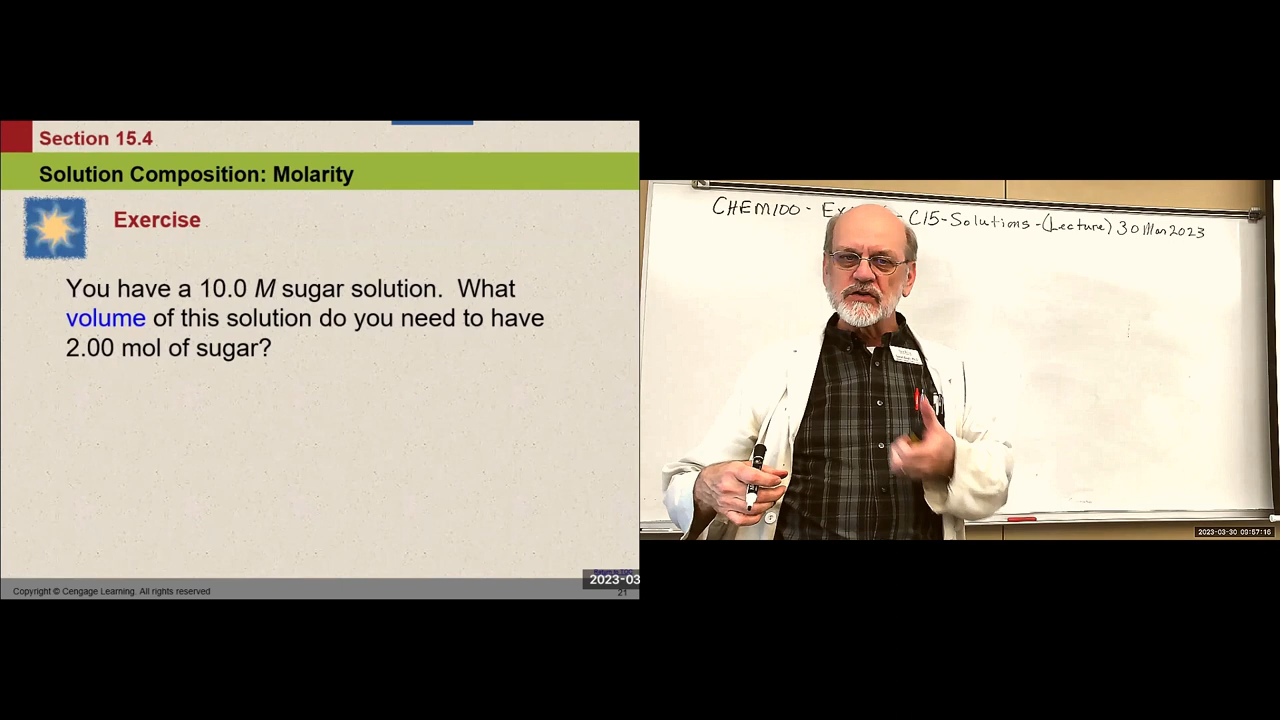 Section 15.4
Solution Composition: Molarity
Exercise
You have a 10.0 M sugar solution. What
volume of this solution do you need to have
2.00 mol of sugar?
Copyright © Cengage Learning. All rights reserved
2023-03
21
CHEM100 - C15-Solutions-(Lecture) 30 Mar 2023
2023-03-30 09:57:16